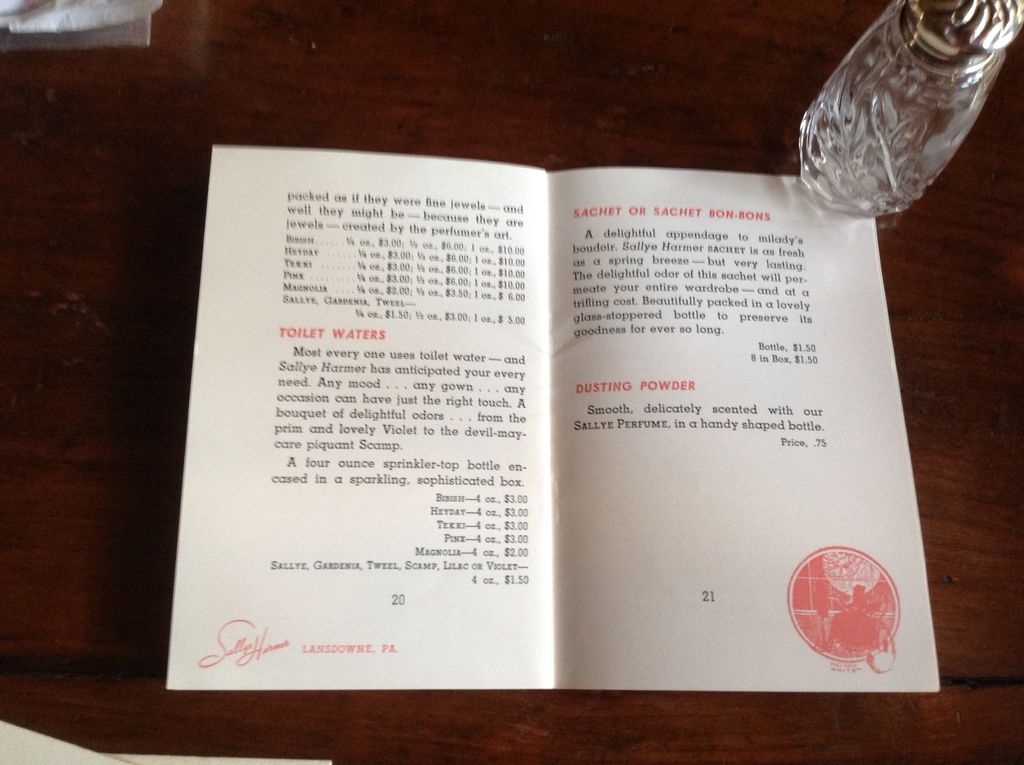 packed as if they were fine jewels — and
well they might be — because they are
jewels — created by the perfumer's art.
BIBISH ...... ¼ oz., $3.00; ½ oz., $6.00; 1 oz., $10.00
HEYDAY ...... ¼ oz., $3.00; ½ oz., $6.00; 1 oz., $10.00
TEKKI ...... ¼ oz., $3.00; ½ oz., $6.00; 1 oz., $10.00
PINX ...... ¼ oz., $3.00; ½ oz., $6.00; 1 oz., $10.00
MAGNOLIA .... ¼ oz., $2.00; ½ oz., $3.50; 1 oz., $ 6.00
SALLYE, GARDENIA, TWEEL—
¼ oz., $1.50; ½ oz., $3.00; 1 oz., $ 5.00
TOILET WATERS
Most every one uses toilet water — and
Sallye Harmer has anticipated your every
need. Any mood . . . any gown . . . any
occasion can have just the right touch. A
bouquet of delightful odors . . . from the
prim and lovely Violet to the devil-may-
care piquant Scamp.
A four ounce sprinkler-top bottle en-
cased in a sparkling, sophisticated box.
BIBISH—4 oz., $3.00
HEYDAY—4 oz., $3.00
TEKKI—4 oz., $3.00
PINX—4 oz., $3.00
MAGNOLIA—4 oz., $2.00
SALLYE, GARDENIA, TWEEL, SCAMP, LILAC OR VIOLET—
4 oz., $1.50
20
Sallye Harmer LANSDOWNE, PA.
SACHET OR SACHET BON-BONS
A delightful appendage to milady's
boudoir. Sallye Harmer SACHET is as fresh
as a spring breeze — but very lasting.
The delightful odor of this sachet will per-
meate your entire wardrobe — and at a
trifling cost. Beautifully packed in a lovely
glass-stoppered bottle to preserve its
goodness for ever so long.
Bottle, $1.50
8 in Box, $1.50
DUSTING POWDER
Smooth, delicately scented with our
SALLYE PERFUME, in a handy shaped bottle.
Price, .75
21